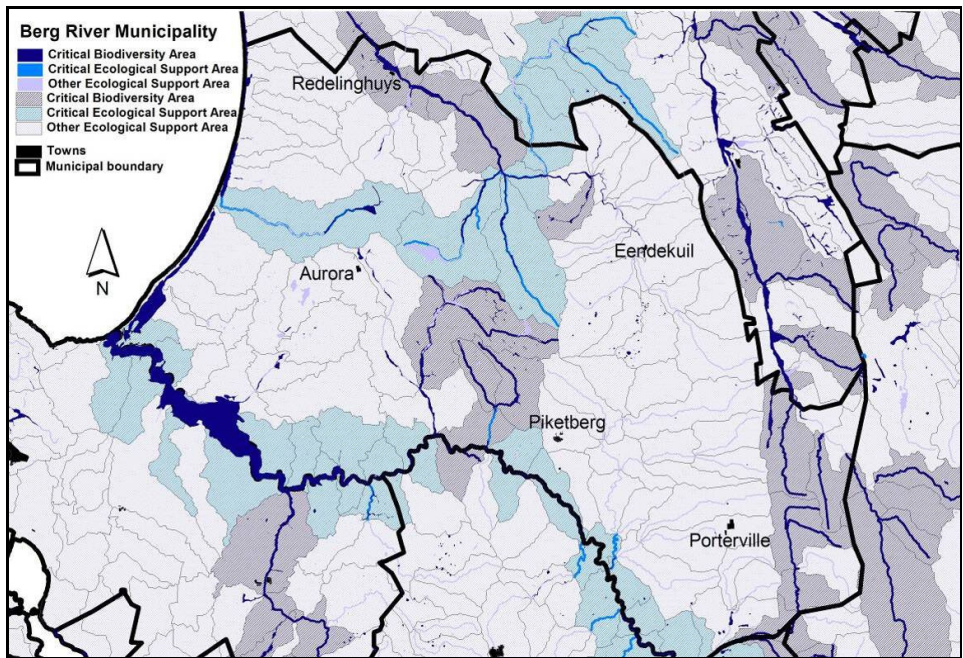 Berg River Municipality
Critical Biodiversity Area
Critical Ecological Support Area
Other Ecological Support Area
Critical Biodiversity Area
Critical Ecological Support Area
Other Ecological Support Area
Towns
Municipal boundary
Redelinghuys
Eendekuil
Aurora
N
Piketberg
Porterville